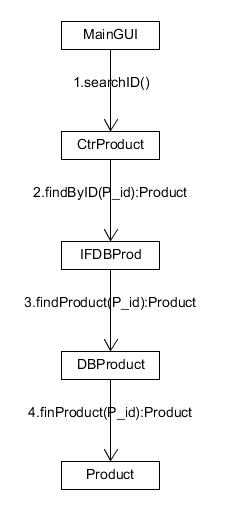 MainGUI
1.searchID()
CtrProduct
2.findByID(P_id):Product
IFDBProd
3.findProduct(P_id):Product
DBProduct
4.finProduct(P_id):Product
Product